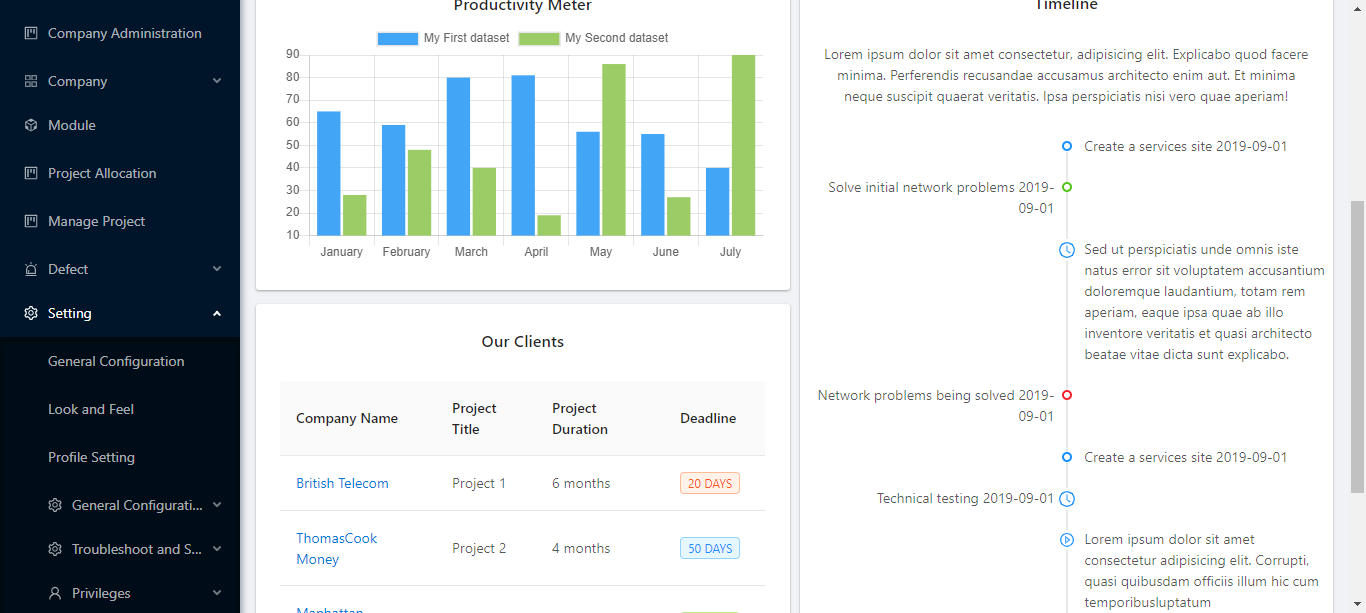 Company Administration
Company
Module
Project Allocation
Manage Project
Defect
Setting
General Configuration
Look and Feel
Profile Setting
General Configurati...
Troubleshoot and S...
Privileges
Productivity Meter
My First dataset
My Second dataset
90
80
70
60
50
40
30
20
10
January
February
March
April
May
June
July
Our Clients
Company Name
Project
Title
Project
Duration
Deadline
British Telecom
Project 1
6 months
20 DAYS
ThomasCook
Money
Project 2
4 months
50 DAYS
Manhattan
Timeline
Lorem ipsum dolor sit amet consectetur, adipisicing elit. Explicabo quod facere
minima. Perferendis recusandae accusamus architecto enim aut. Et minima
neque suscipit quaerat veritatis. Ipsa perspiciatis nisi vero quae aperiam!
Create a services site 2019-09-01
Solve initial network problems 2019-
09-01
Sed ut perspiciatis unde omnis iste
natus error sit voluptatem accusantium
doloremque laudantium, totam rem
aperiam, eaque ipsa quae ab illo
inventore veritatis et quasi architecto
beatae vitae dicta sunt explicabo.
Network problems being solved 2019-
09-01
Create a services site 2019-09-01
Technical testing 2019-09-01
Lorem ipsum dolor sit amet
consectetur adipisicing elit. Corrupti,
quasi quibusdam officiis illum hic cum
temporibusluptatum